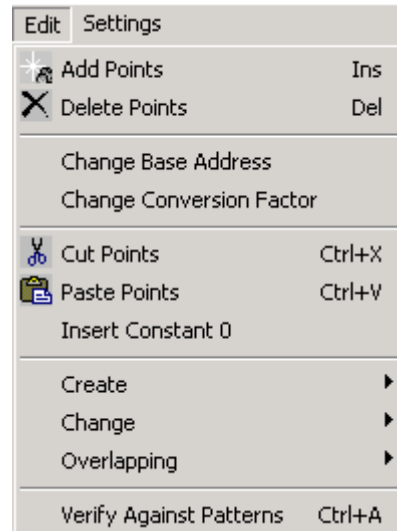 Edit Settings
Add Points Ins
Delete Points Del
Change Base Address
Change Conversion Factor
Cut Points Ctrl+X
Paste Points Ctrl+V
Insert Constant 0
Create
Change
Overlapping
Verify Against Patterns Ctrl+A